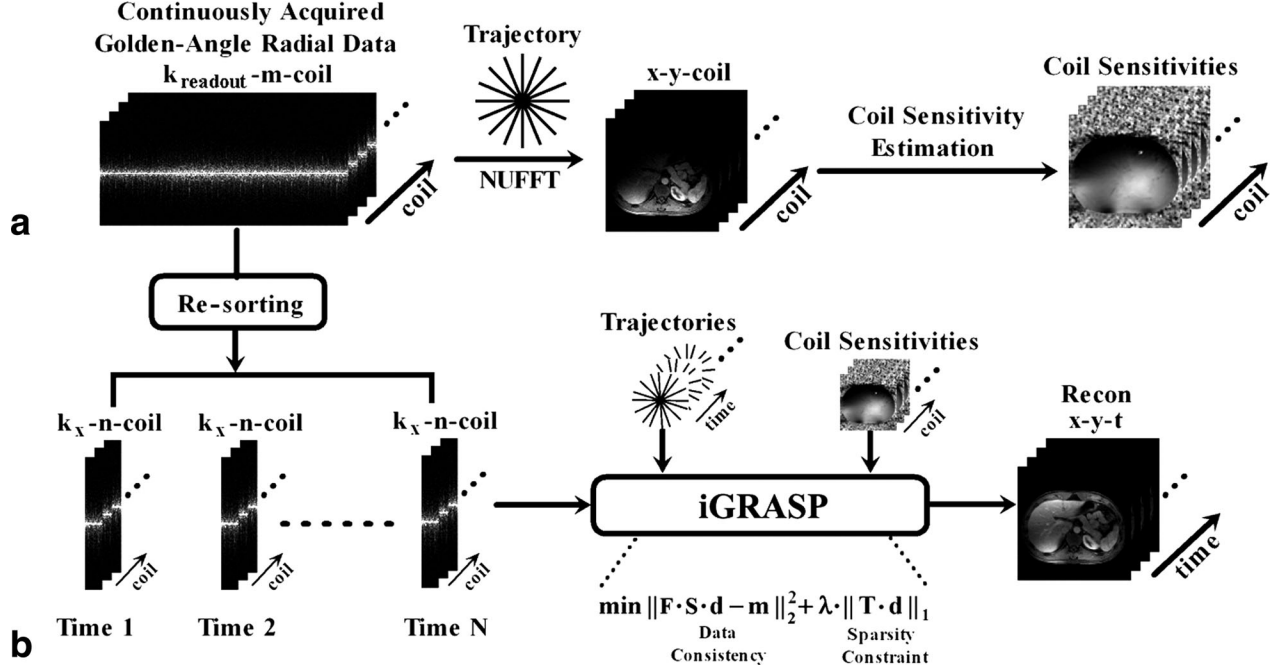 Continuously Acquired
Golden-Angle Radial Data
k_readout-m-coil
coil
Trajectory
NUFFT
x-y-coil
coil
Coil Sensitivity
Estimation
Coil Sensitivities
coil
a
Re-sorting
k_x-n-coil
k_x-n-coil
k_x-n-coil
coil
coil
coil
Time 1
Time 2
Time N
Trajectories
time
Coil Sensitivities
coil
iGRASP
min ||F·S·d − m||₂² + λ·||T·d||₁
Data
Consistency
Sparsity
Constraint
Recon
x-y-t
time
b